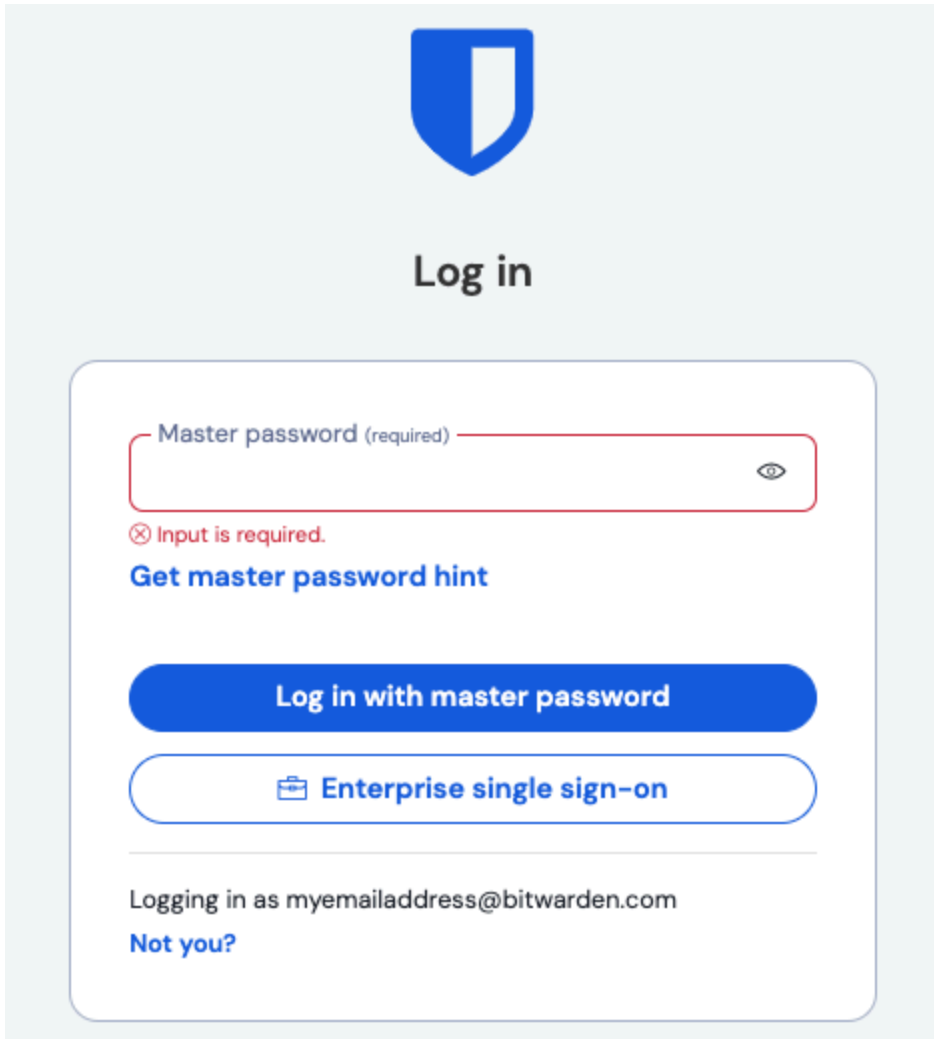 Log in
Master password (required)
Input is required.
Get master password hint
Log in with master password
Enterprise single sign-on
Logging in as myemailaddress@bitwarden.com
Not you?